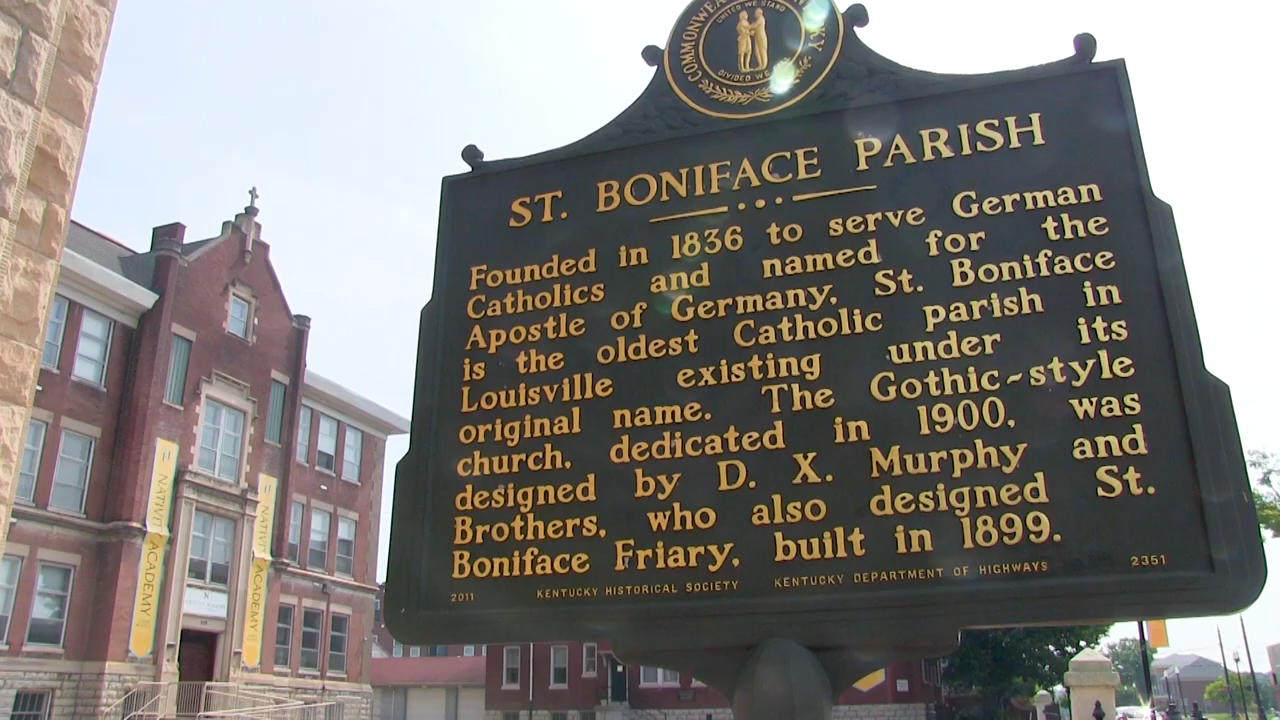 COMMONWEALTH
KY.
UNITED WE STAND
DIVIDED WE
ST. BONIFACE PARISH
Founded in 1836 to serve German
Catholics and named for the
Apostle of Germany, St. Boniface
is the oldest Catholic parish in
Louisville existing under its
original name. The Gothic-style
church, dedicated in 1900, was
designed by D. X. Murphy and
Brothers, who also designed St.
Boniface Friary, built in 1899.
2011 KENTUCKY HISTORICAL SOCIETY KENTUCKY DEPARTMENT OF HIGHWAYS 2351
NATIVITY ACADEMY
NATIVITY ACADEMY